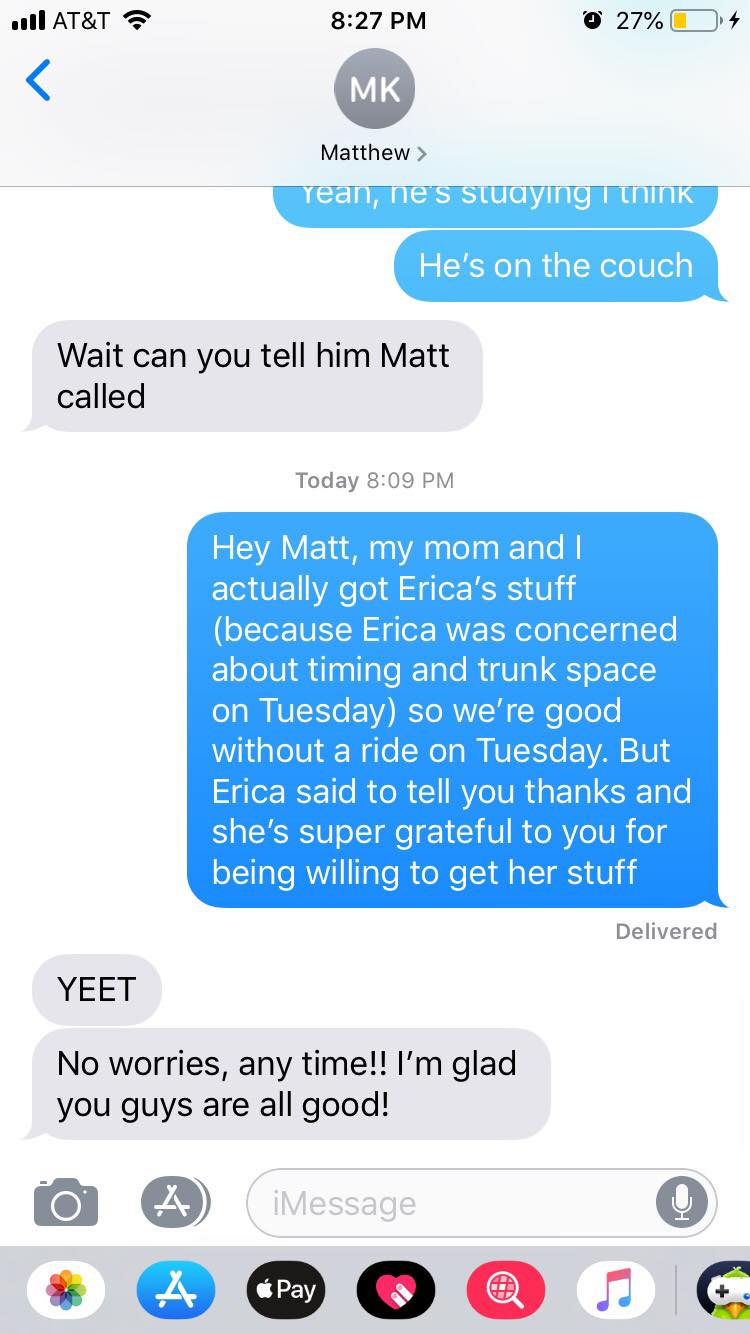 AT&T 8:27 PM 27%
MK
Matthew
Yeah, he's studying I think
He's on the couch
Wait can you tell him Matt
called
Today 8:09 PM
Hey Matt, my mom and I
actually got Erica's stuff
(because Erica was concerned
about timing and trunk space
on Tuesday) so we're good
without a ride on Tuesday. But
Erica said to tell you thanks and
she's super grateful to you for
being willing to get her stuff
Delivered
YEET
No worries, any time!! I'm glad
you guys are all good!
iMessage
Pay